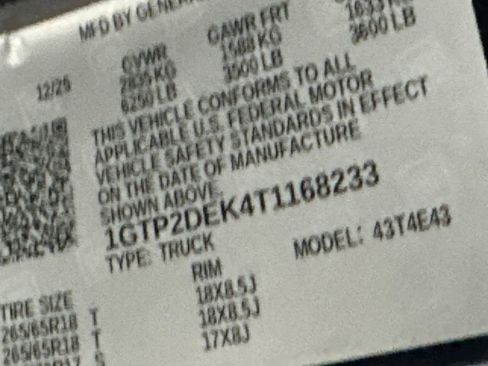 MFD BY GENERA
12/25 GVWR GAWR FRT
2835 KG 1588 KG 1633 K
6250 LB 3500 LB 3600 LB
THIS VEHICLE CONFORMS TO ALL
APPLICABLE U.S. FEDERAL MOTOR
VEHICLE SAFETY STANDARDS IN EFFECT
ON THE DATE OF MANUFACTURE
SHOWN ABOVE.
1GTP2DEK4T1168233
TYPE: TRUCK MODEL: 43T4E43
TIRE SIZE RIM
265/65R18 T 18X8.5J
265/65R18 T 18X8.5J
17X8J